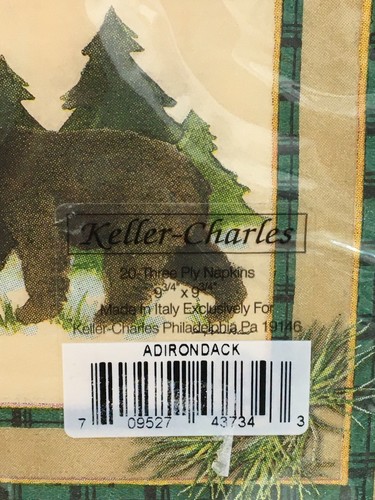 Keller-Charles
20-Three Ply Napkins
9 3/4" x 9 3/4"
Made in Italy Exclusively For
Keller-Charles Philadelphia Pa 19146
ADIRONDACK
7 09527 43734 3